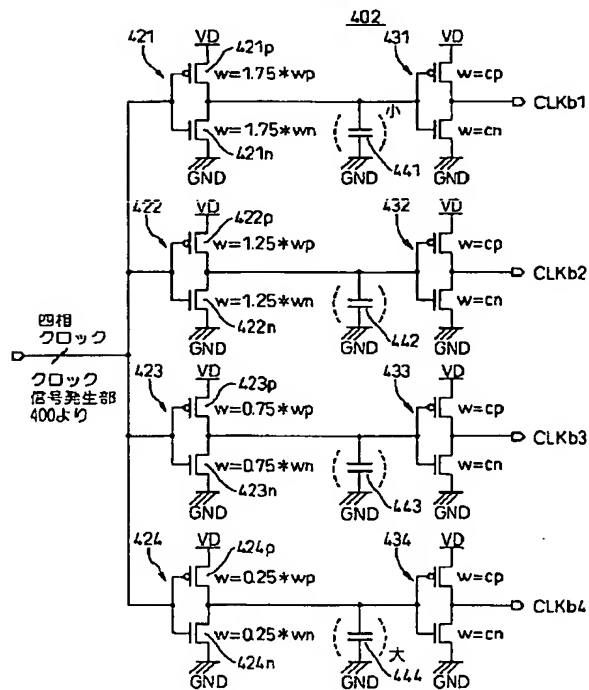 402
421
VD
421p
w=1.75*wp
w=1.75*wn
421n
GND
小
441
GND
431
VD
w=cp
w=cn
GND
CLKb1
422
VD
422p
w=1.25*wp
w=1.25*wn
422n
GND
442
GND
432
VD
w=cp
w=cn
GND
CLKb2
四相
クロック
クロック
信号発生部
400より
423
VD
423p
w=0.75*wp
w=0.75*wn
423n
GND
443
GND
433
VD
w=cp
w=cn
GND
CLKb3
424
VD
424p
w=0.25*wp
w=0.25*wn
424n
GND
大
444
GND
434
VD
w=cp
w=cn
GND
CLKb4